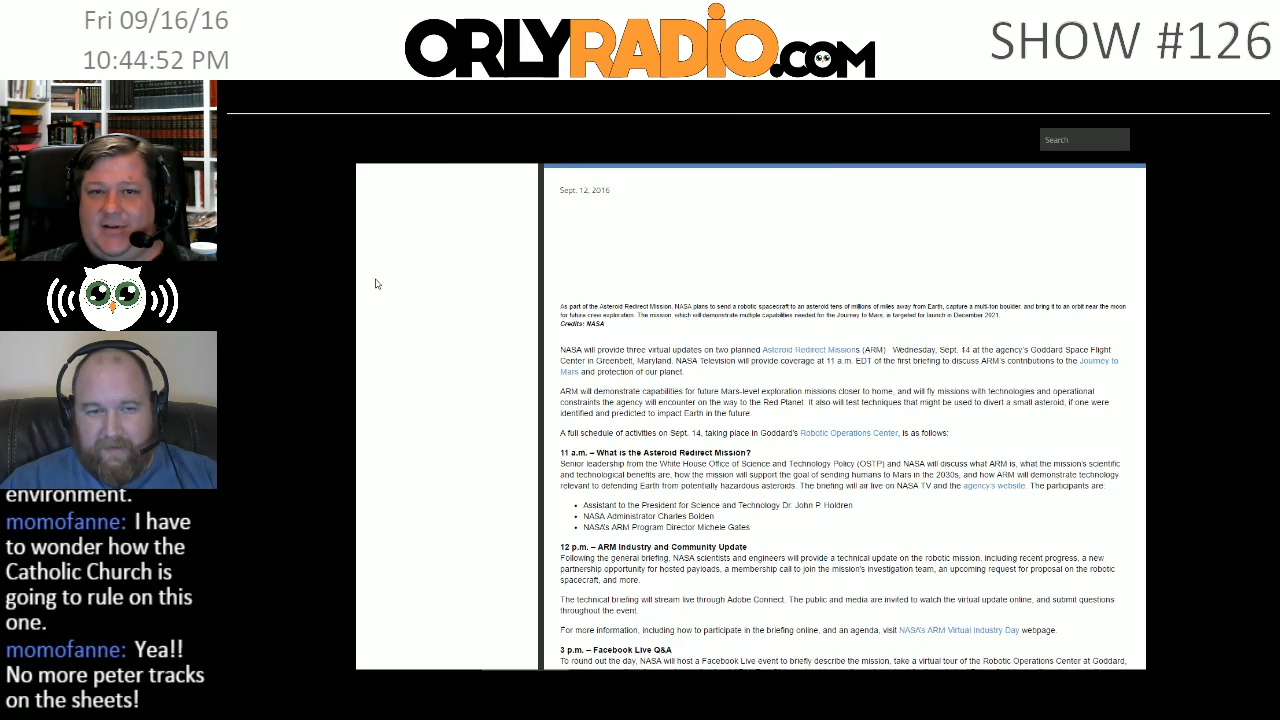 Fri 09/16/16
10:44:52 PM
ORLYRADIO.COM
SHOW #126
Search
Sept. 12, 2016
As part of the Asteroid Redirect Mission, NASA plans to send a robotic spacecraft to an asteroid tens of millions of miles away from Earth, capture a multi-ton boulder, and bring it to an orbit near the moon
for future crew exploration. The mission, which will demonstrate multiple capabilities needed for the Journey to Mars, is targeted for launch in December 2021.
Credits: NASA
NASA will provide three virtual updates on two planned Asteroid Redirect Missions (ARM) Wednesday, Sept. 14 at the agency's Goddard Space Flight
Center in Greenbelt, Maryland. NASA Television will provide coverage at 11 a.m. EDT of the first briefing to discuss ARM's contributions to the Journey to
Mars and protection of our planet.
ARM will demonstrate capabilities for future Mars-level exploration missions closer to home, and will fly missions with technologies and operational
constraints the agency will encounter on the way to the Red Planet. It also will test techniques that might be used to divert a small asteroid, if one were
identified and predicted to impact Earth in the future.
A full schedule of activities on Sept. 14, taking place in Goddard's Robotic Operations Center, is as follows:
11 a.m. – What is the Asteroid Redirect Mission?
Senior leadership from the White House Office of Science and Technology Policy (OSTP) and NASA will discuss what ARM is, what the mission's scientific
and technological benefits are, how the mission will support the goal of sending humans to Mars in the 2030s, and how ARM will demonstrate technology
relevant to defending Earth from potentially hazardous asteroids. The briefing will air live on NASA TV and the agency's website. The participants are:
• Assistant to the President for Science and Technology Dr. John P. Holdren
• NASA Administrator Charles Bolden
• NASA's ARM Program Director Michele Gates
12 p.m. – ARM Industry and Community Update
Following the general briefing, NASA scientists and engineers will provide a technical update on the robotic mission, including recent progress, a new
partnership opportunity for hosted payloads, a membership call to join the mission's investigation team, an upcoming request for proposal on the robotic
spacecraft, and more.
The technical briefing will stream live through Adobe Connect. The public and media are invited to watch the virtual update online, and submit questions
throughout the event.
For more information, including how to participate in the briefing online, and an agenda, visit NASA's ARM Virtual Industry Day webpage.
3 p.m. – Facebook Live Q&A
To round out the day, NASA will host a Facebook Live event to briefly describe the mission, take a virtual tour of the Robotic Operations Center at Goddard,
environment.
momofanne: I have
to wonder how the
Catholic Church is
going to rule on this
one.
momofanne: Yea!!
No more peter tracks
on the sheets!